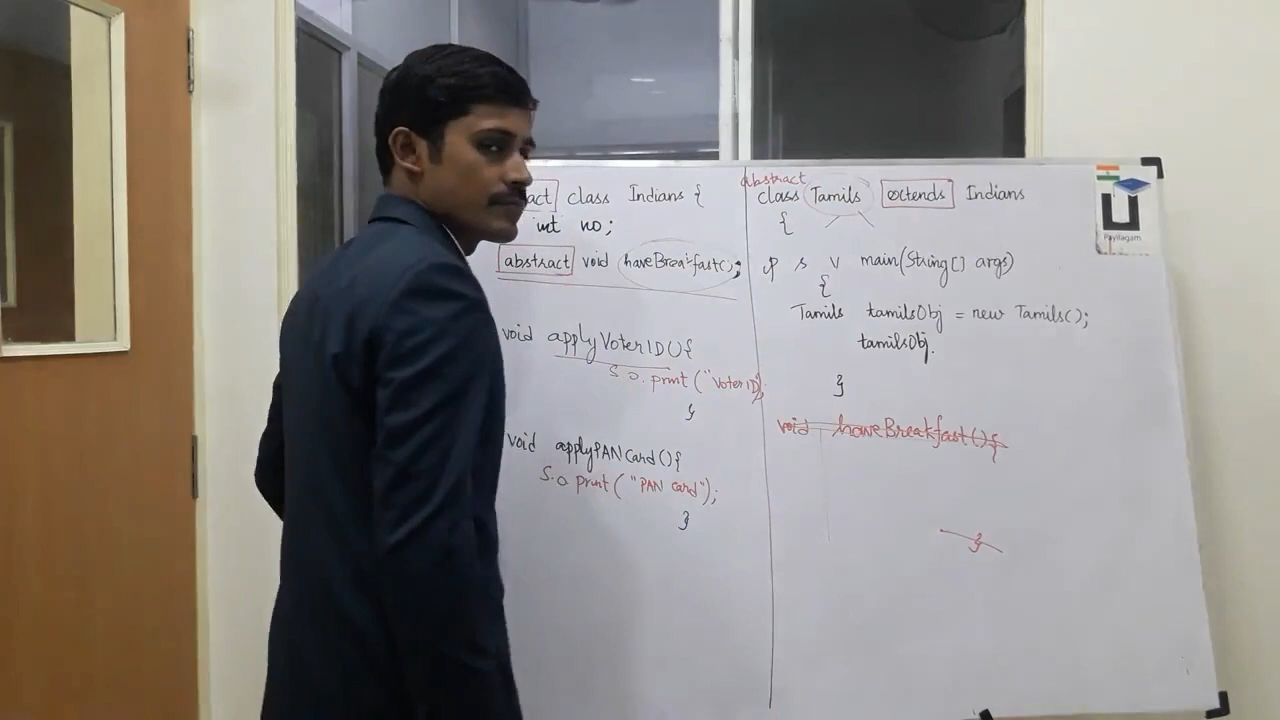 act class Indians {
int no;
abstract void haveBreakfast();
void applyVoterID(){
S.o.print("VoterID");
}
void applyPANCard(){
S.o print("PAN card");
}
abstract
class Tamils extends Indians
{
p s v main(String[] args)
{
Tamils tamilsObj = new Tamils();
tamilsObj.
}
void haveBreakfast(){
}
Payilagam